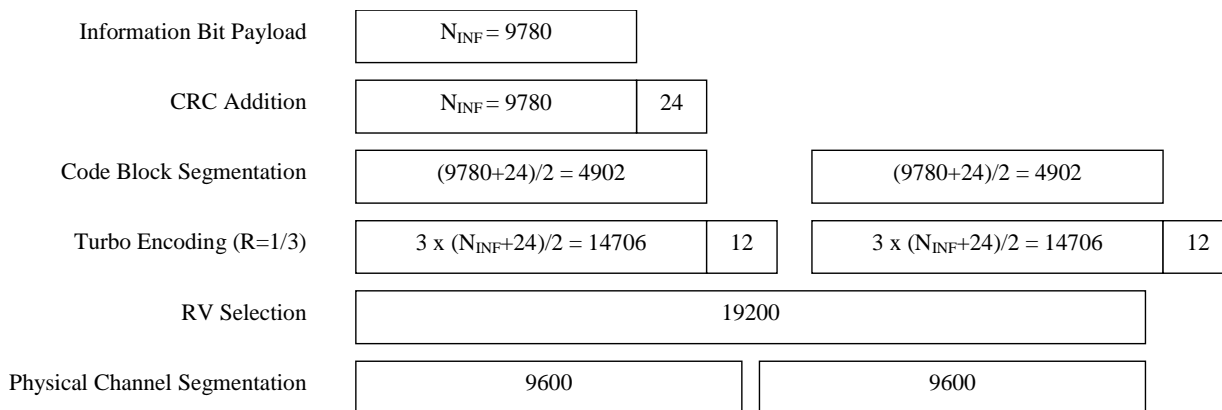 Information Bit Payload N_INF = 9780
CRC Addition N_INF = 9780 24
Code Block Segmentation (9780+24)/2 = 4902 (9780+24)/2 = 4902
Turbo Encoding (R=1/3) 3 x (N_INF+24)/2 = 14706 12 3 x (N_INF+24)/2 = 14706 12
RV Selection 19200
Physical Channel Segmentation 9600 9600